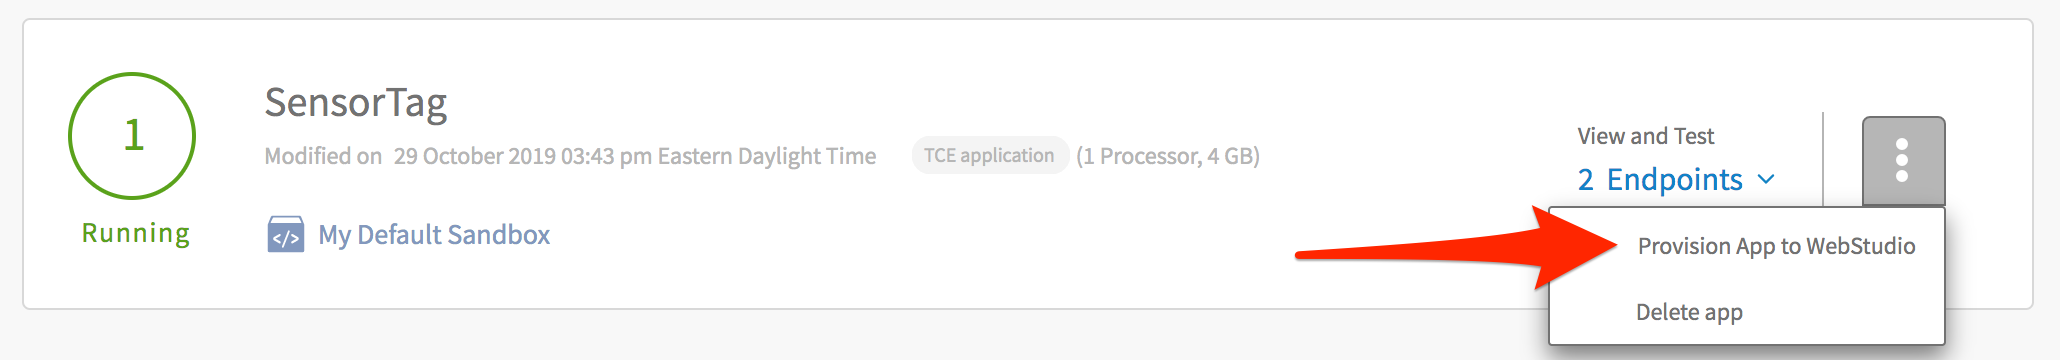 1
Running
SensorTag
Modified on 29 October 2019 03:43 pm Eastern Daylight Time TCE application (1 Processor, 4 GB)
</> My Default Sandbox
View and Test
2 Endpoints
Provision App to WebStudio
Delete app